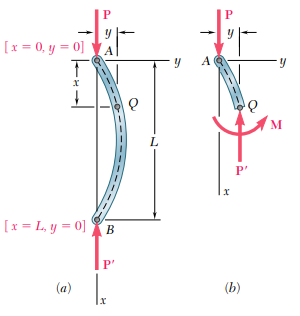 P
y
[x = 0, y = 0]
A
y
x
Q
L
[x = L, y = 0]
B
P′
(a)
x
P
y
A
y
Q
M
P′
x
(b)